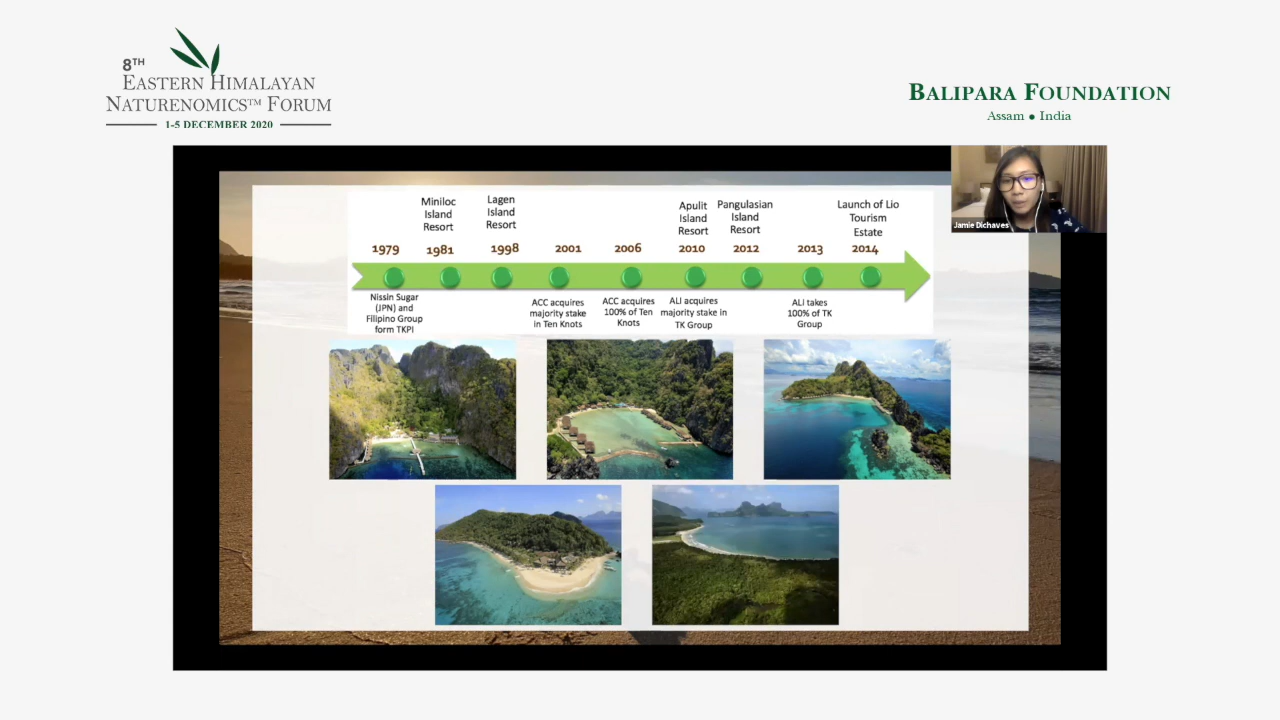 8TH
EASTERN HIMALAYAN
NATURENOMICS™ FORUM
1-5 DECEMBER 2020
BALIPARA FOUNDATION
Assam ● India
Jamie Dichaves
Miniloc
Island
Resort
Lagen
Island
Resort
Apulit
Island
Resort
Pangulasian
Island
Resort
Launch of Lio
Tourism
Estate
1979 1981 1998 2001 2006 2010 2012 2013 2014
Nissin Sugar
(JPN) and
Filipino Group
form TKPI
ACC acquires
majority stake
in Ten Knots
ACC acquires
100% of Ten
Knots
ALI acquires
majority stake in
TK Group
ALI takes
100% of TK
Group